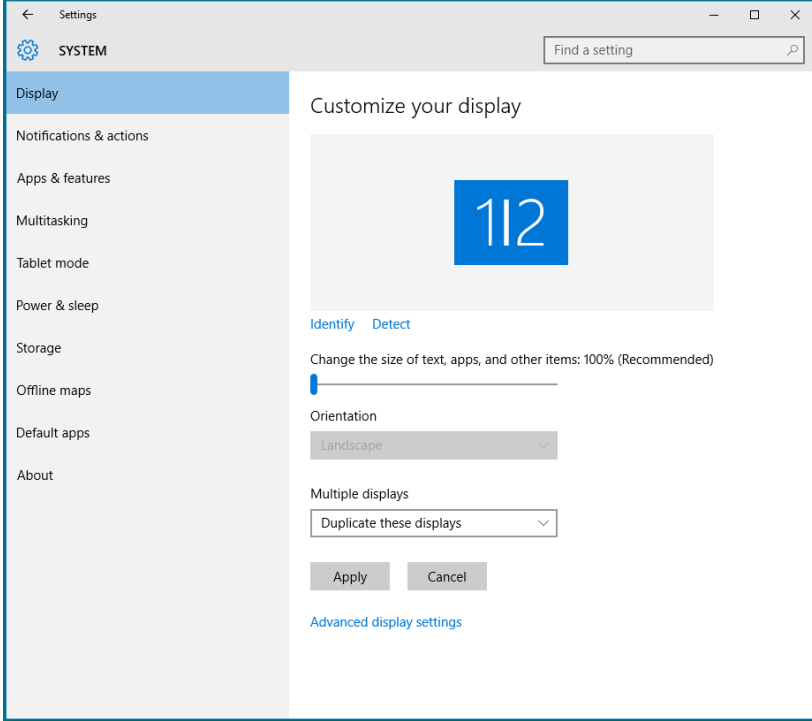 Settings
SYSTEM
Find a setting
Display
Notifications & actions
Apps & features
Multitasking
Tablet mode
Power & sleep
Storage
Offline maps
Default apps
About
Customize your display
1|2
Identify Detect
Change the size of text, apps, and other items: 100% (Recommended)
Orientation
Landscape
Multiple displays
Duplicate these displays
Apply Cancel
Advanced display settings